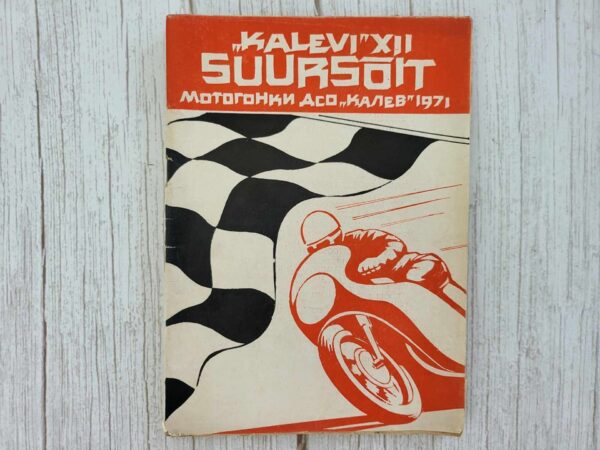 „KALEVI" XII
SUURSÕIT
МОТОГОНКИ ДСО „КАЛЕВ" 1971